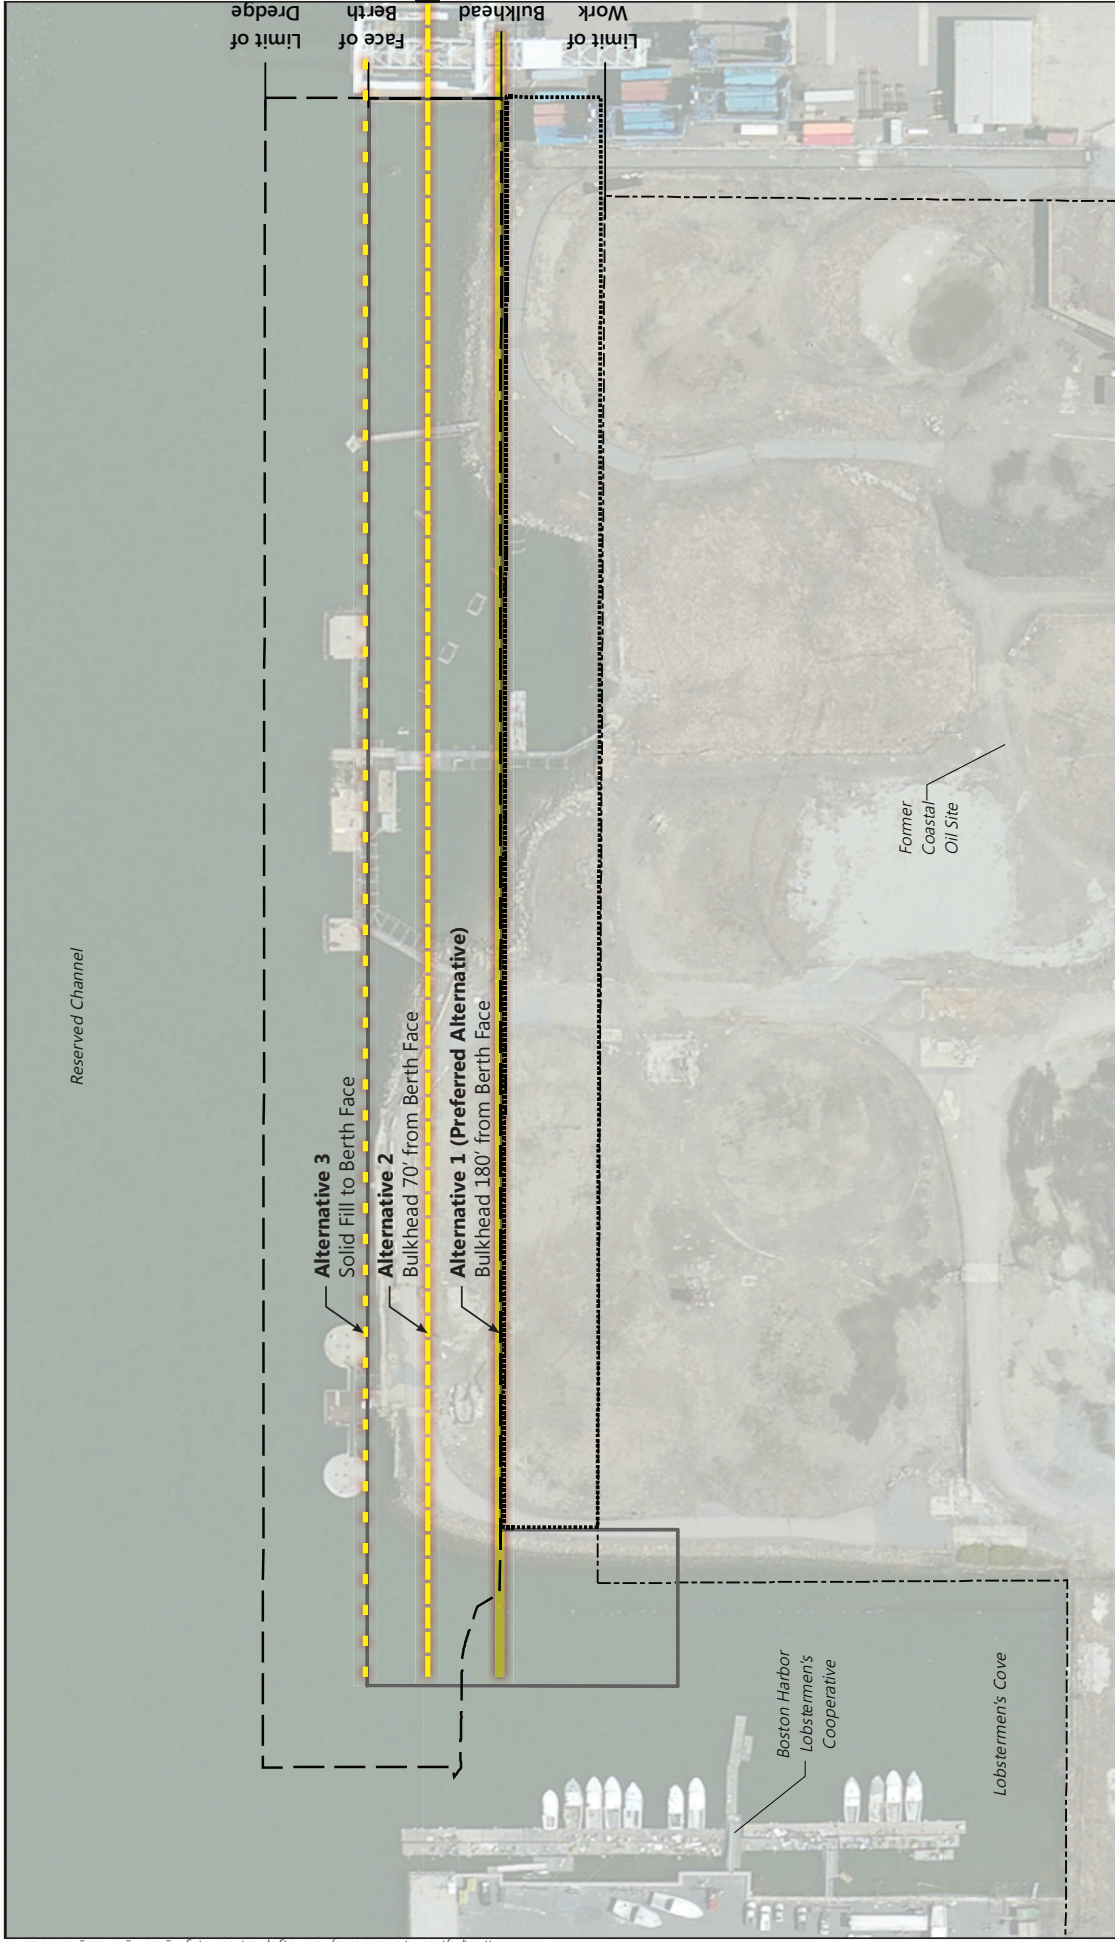 Limit of
Dredge
Face of
Berth
Bulkhead
Limit of
Work
Reserved Channel
Alternative 3
Solid Fill to Berth Face
Alternative 2
Bulkhead 70' from Berth Face
Alternative 1 (Preferred Alternative)
Bulkhead 180' from Berth Face
Former
Coastal
Oil Site
Boston Harbor
Lobstermen's
Cooperative
Lobstermen's Cove